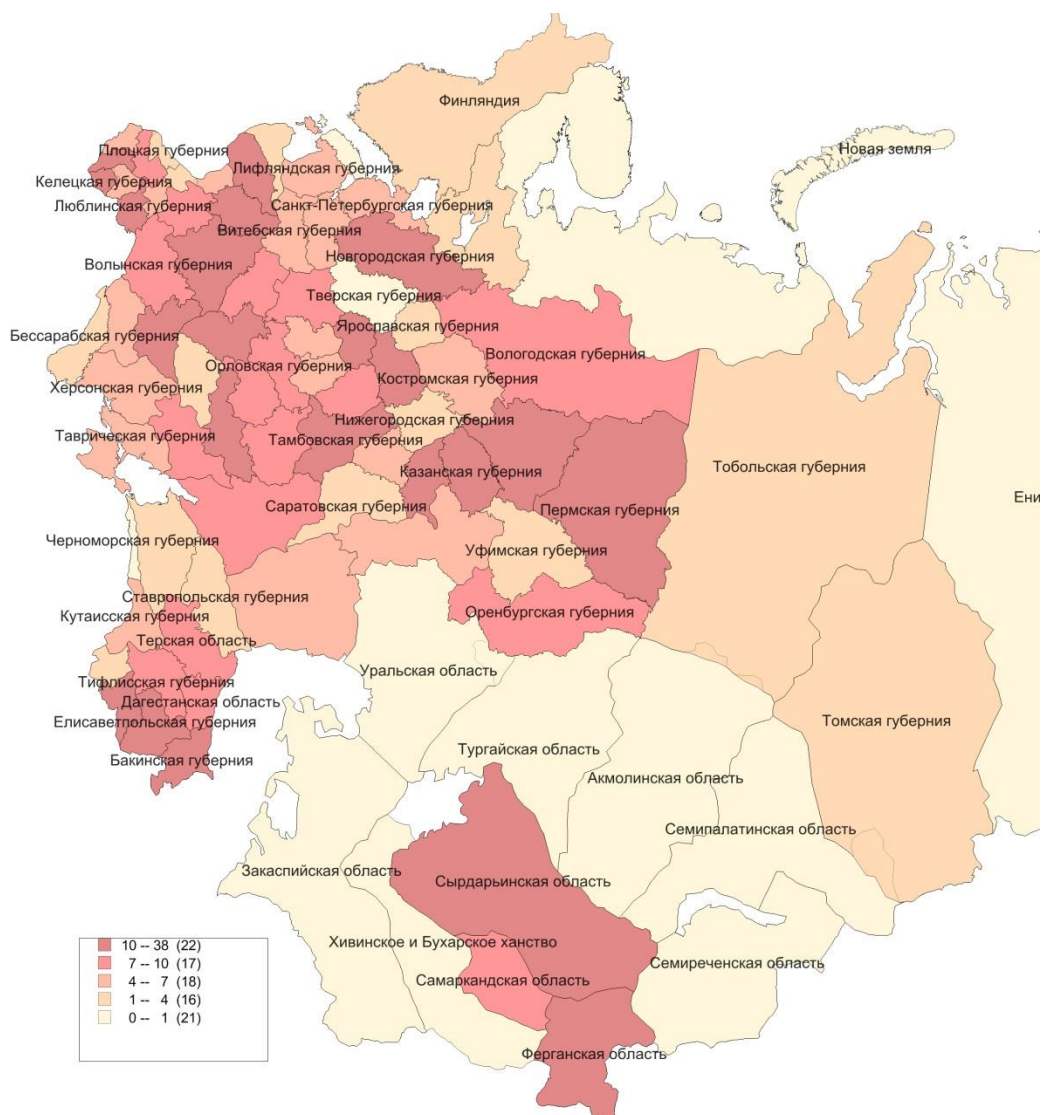 Финляндия
Новая земля
Плоцкая губерния
Лифляндская губерния
Келецкая губерния
Люблинская губерния
Санкт-Петербургская губерния
Витебская губерния
Новгородская губерния
Волынская губерния
Тверская губерния
Ярославская губерния
Бессарабская губерния
Вологодская губерния
Орловская губерния
Костромская губерния
Херсонская губерния
Нижегородская губерния
Таврическая губерния
Тамбовская губерния
Казанская губерния
Тобольская губерния
Ени
Саратовская губерния
Пермская губерния
Черноморская губерния
Уфимская губерния
Ставропольская губерния
Кутаисская губерния
Оренбургская губерния
Терская область
Уральская область
Тифлисская губерния
Дагестанская область
Елисаветпольская губерния
Томская губерния
Тургайская область
Бакинская губерния
Акмолинская область
Семипалатинская область
Закаспийская область
Сырдарьинская область
Хивинское и Бухарское ханство
Семиреченская область
Самаркандская область
Ферганская область
10 -- 38 (22)
7 -- 10 (17)
4 -- 7 (18)
1 -- 4 (16)
0 -- 1 (21)